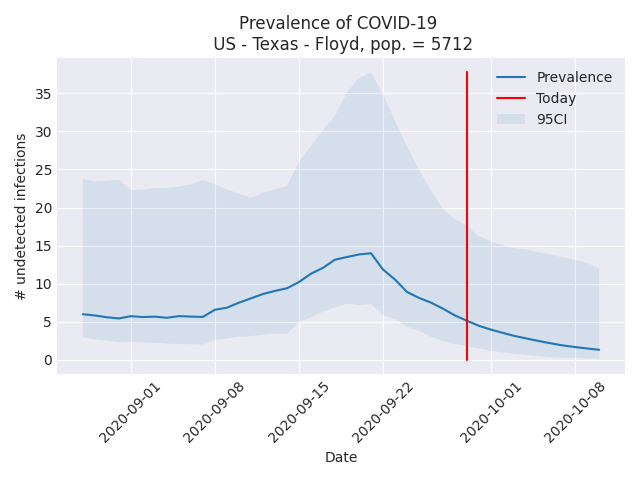 Prevalence of COVID-19
US - Texas - Floyd, pop. = 5712
# undetected infections
35
30
25
20
15
10
5
0
Prevalence
Today
95CI
2020-09-01
2020-09-08
2020-09-15
2020-09-22
2020-10-01
2020-10-08
Date